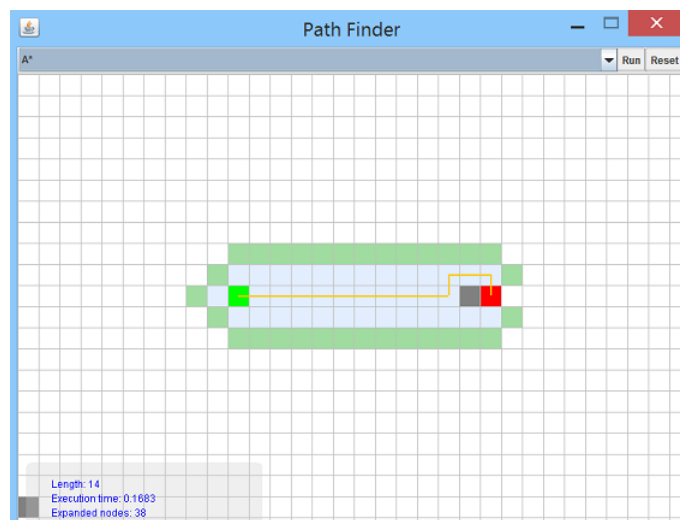 Path Finder
A*
Run Reset
Length: 14
Execution time: 0.1683
Expanded nodes: 38